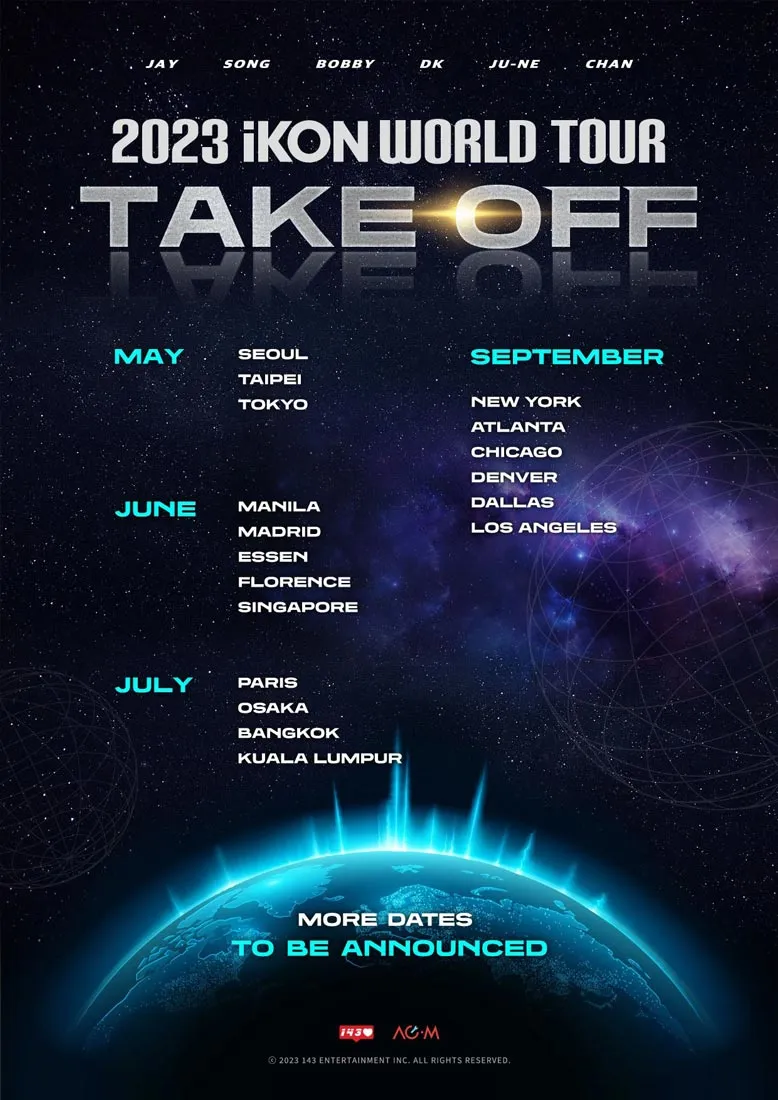 JAY SONG BOBBY DK JU-NE CHAN
2023 iKON WORLD TOUR
TAKE OFF
MAY
SEOUL
TAIPEI
TOKYO
JUNE
MANILA
MADRID
ESSEN
FLORENCE
SINGAPORE
JULY
PARIS
OSAKA
BANGKOK
KUALA LUMPUR
SEPTEMBER
NEW YORK
ATLANTA
CHICAGO
DENVER
DALLAS
LOS ANGELES
MORE DATES
TO BE ANNOUNCED
143
ⓒ 2023 143 ENTERTAINMENT INC. ALL RIGHTS RESERVED.